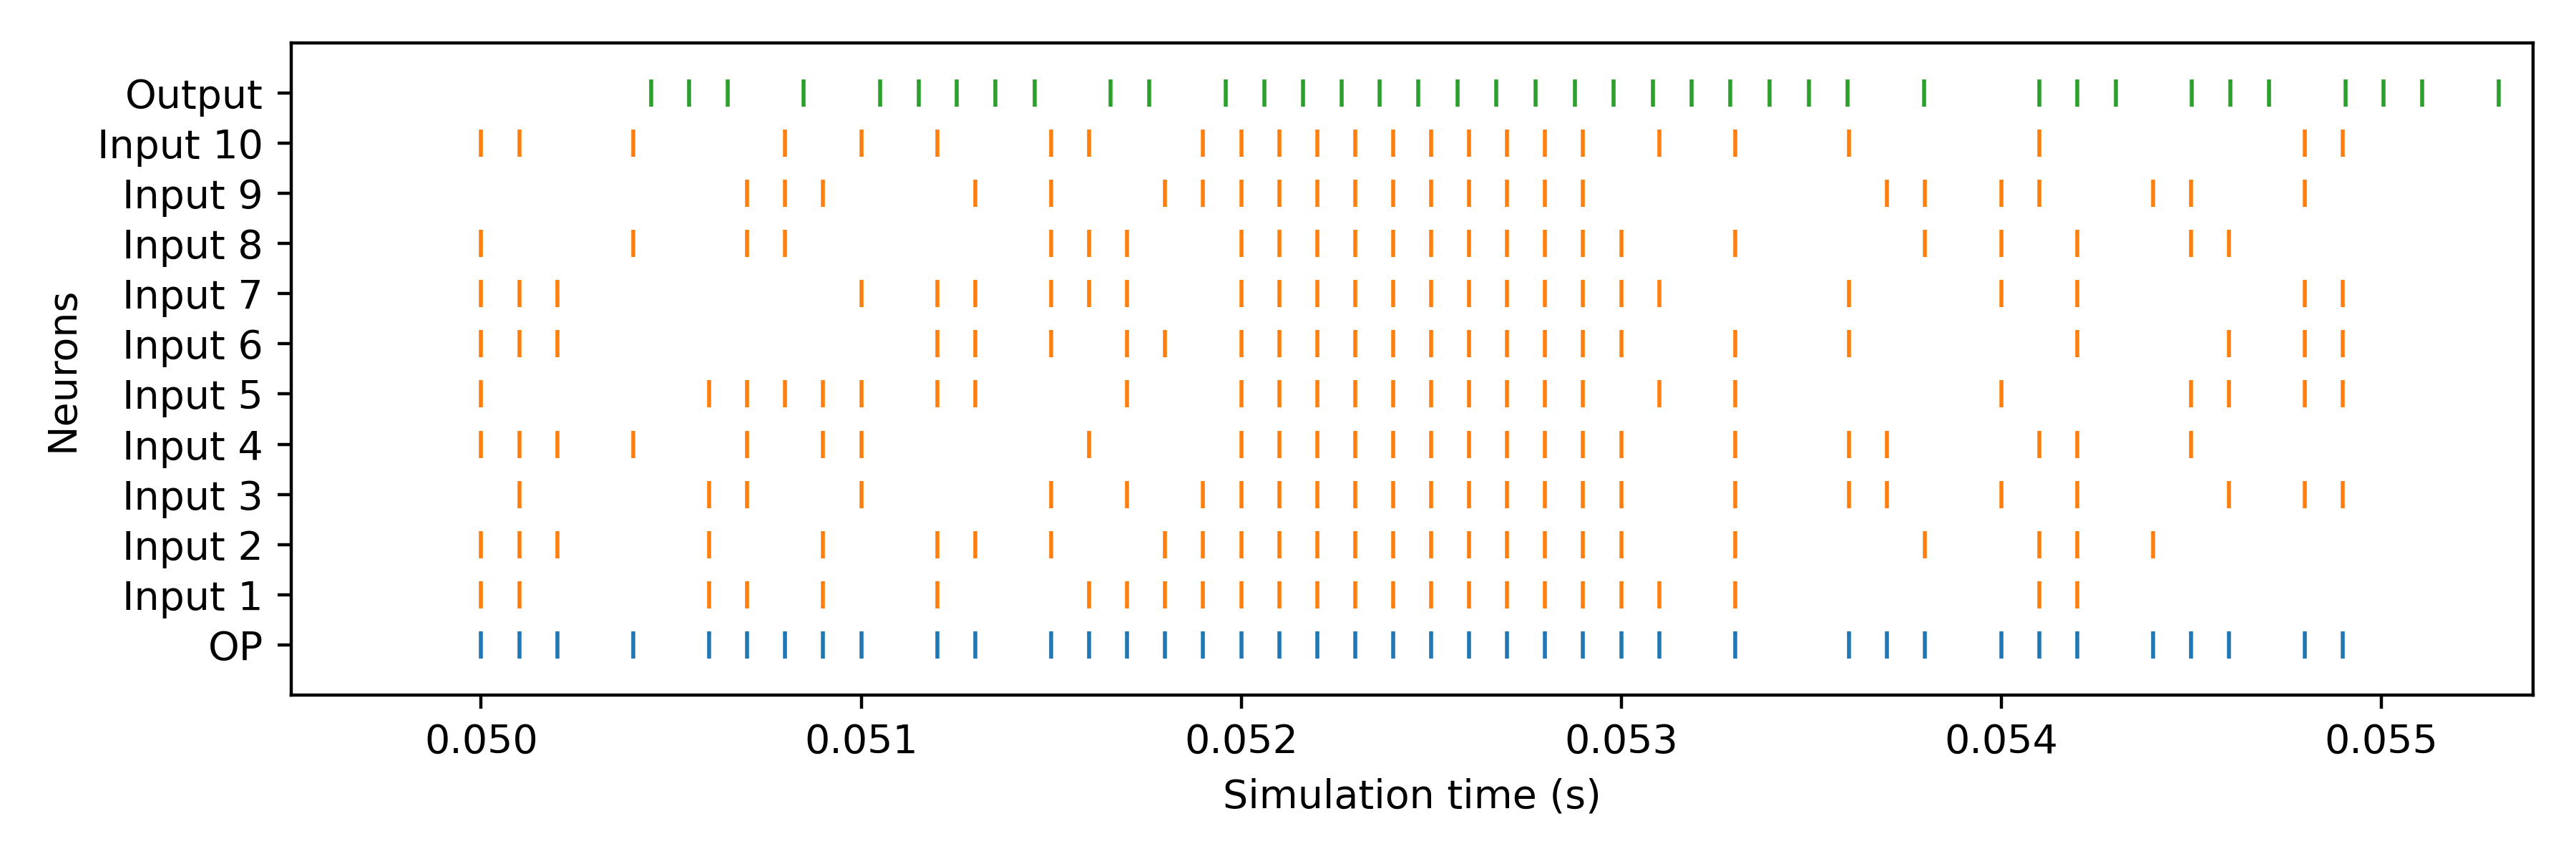 Output
Input 10
Input 9
Input 8
Input 7
Input 6
Input 5
Input 4
Input 3
Input 2
Input 1
OP
Neurons
0.050 0.051 0.052 0.053 0.054 0.055
Simulation time (s)